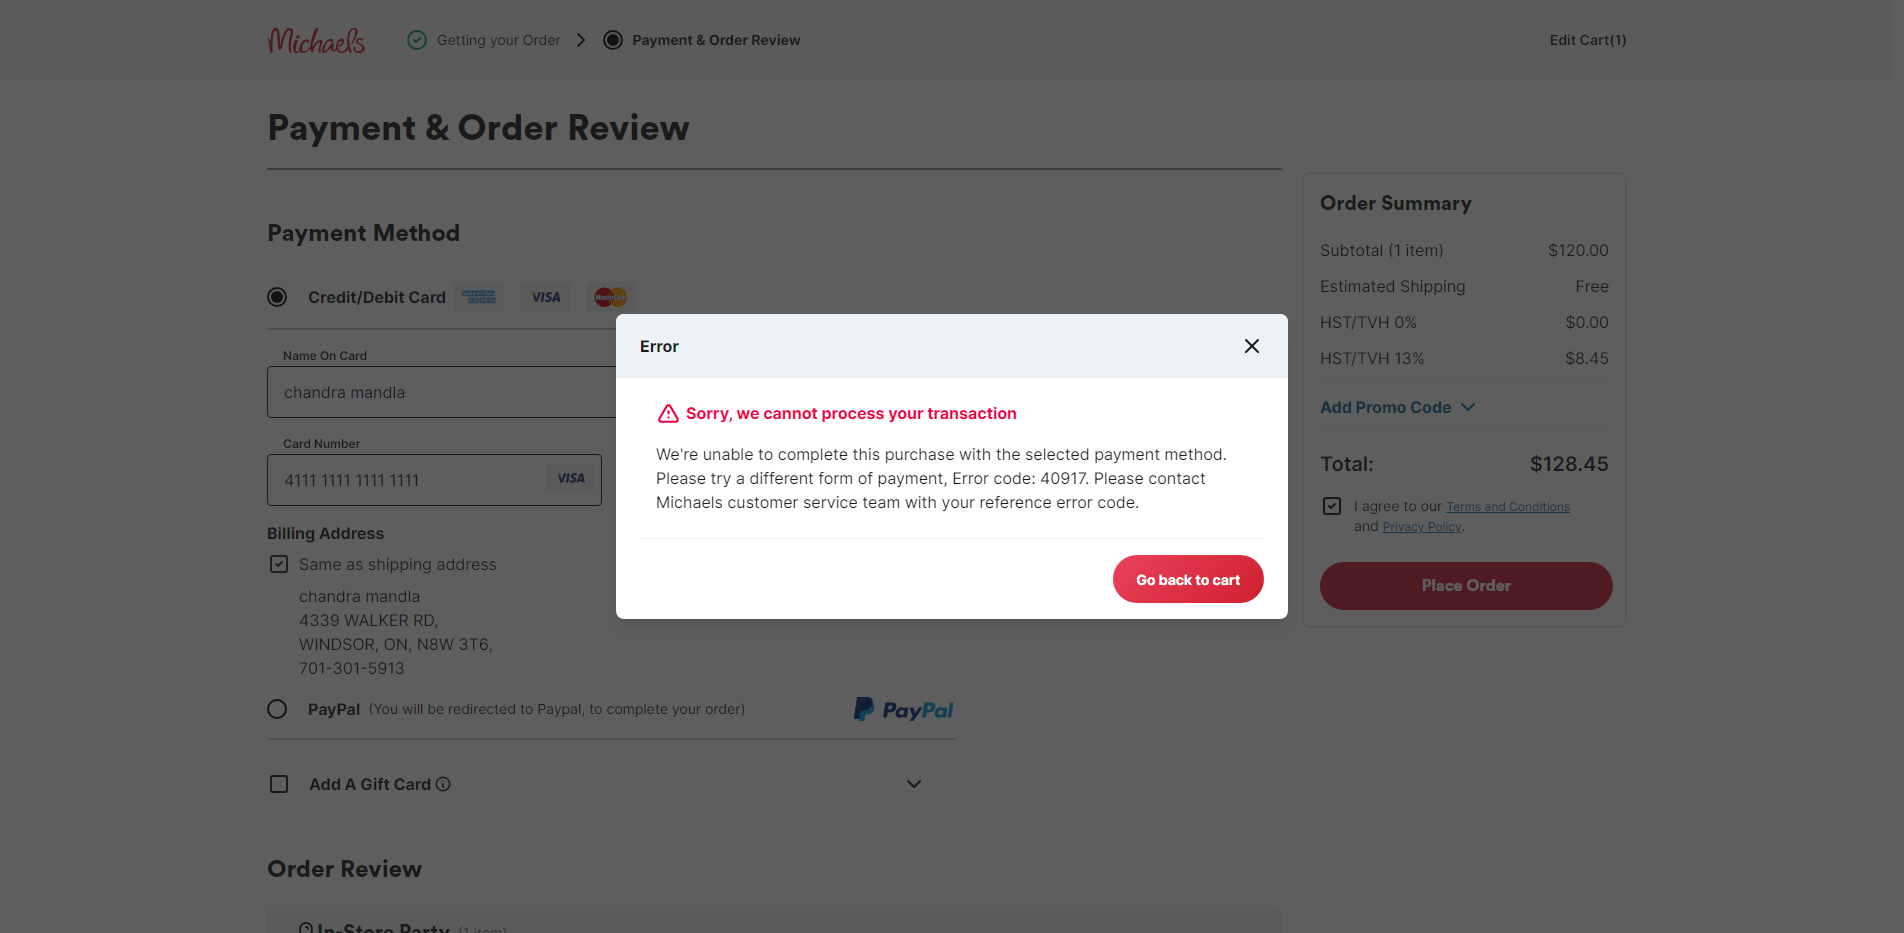 Michaels
Getting your Order
Payment & Order Review
Edit Cart(1)
Payment & Order Review
Payment Method
Credit/Debit Card
AMERICAN EXPRESS
VISA
MasterCard
Name On Card
chandra mandla
Card Number
4111 1111 1111 1111
VISA
Billing Address
Same as shipping address
chandra mandla
4339 WALKER RD,
WINDSOR, ON, N8W 3T6,
701-301-5913
PayPal (You will be redirected to Paypal, to complete your order)
PayPal
Add A Gift Card
Order Review
In-Store Party (1 item)
Error
Sorry, we cannot process your transaction
We're unable to complete this purchase with the selected payment method.
Please try a different form of payment, Error code: 40917. Please contact
Michaels customer service team with your reference error code.
Go back to cart
Order Summary
Subtotal (1 item) $120.00
Estimated Shipping Free
HST/TVH 0% $0.00
HST/TVH 13% $8.45
Add Promo Code
Total: $128.45
I agree to our Terms and Conditions
and Privacy Policy.
Place Order